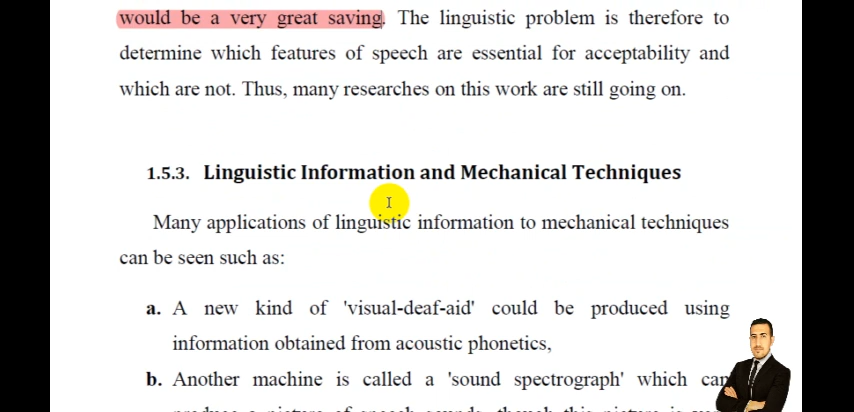 would be a very great saving. The linguistic problem is therefore to
determine which features of speech are essential for acceptability and
which are not. Thus, many researches on this work are still going on.
1.5.3. Linguistic Information and Mechanical Techniques
Many applications of linguistic information to mechanical techniques
can be seen such as:
a. A new kind of 'visual-deaf-aid' could be produced using
information obtained from acoustic phonetics,
b. Another machine is called a 'sound spectrograph' which can